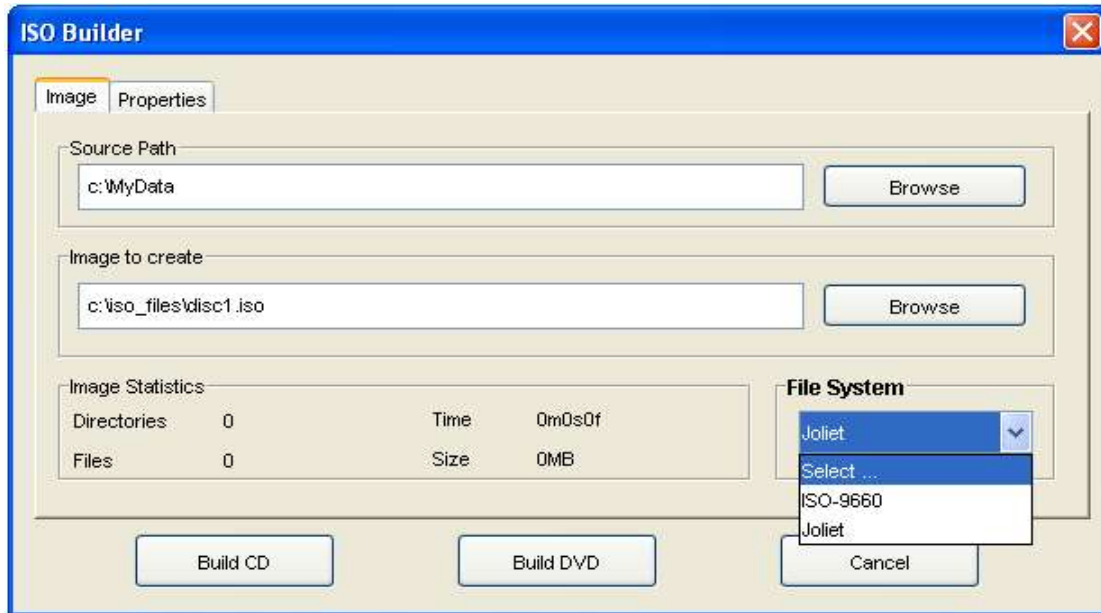 ISO Builder
Image Properties
Source Path
c:\MyData Browse
Image to create
c:\iso_files\disc1.iso Browse
Image Statistics File System
Directories 0 Time 0m0s0f Joliet
Files 0 Size 0MB Select ...
ISO-9660
Joliet
Build CD Build DVD Cancel